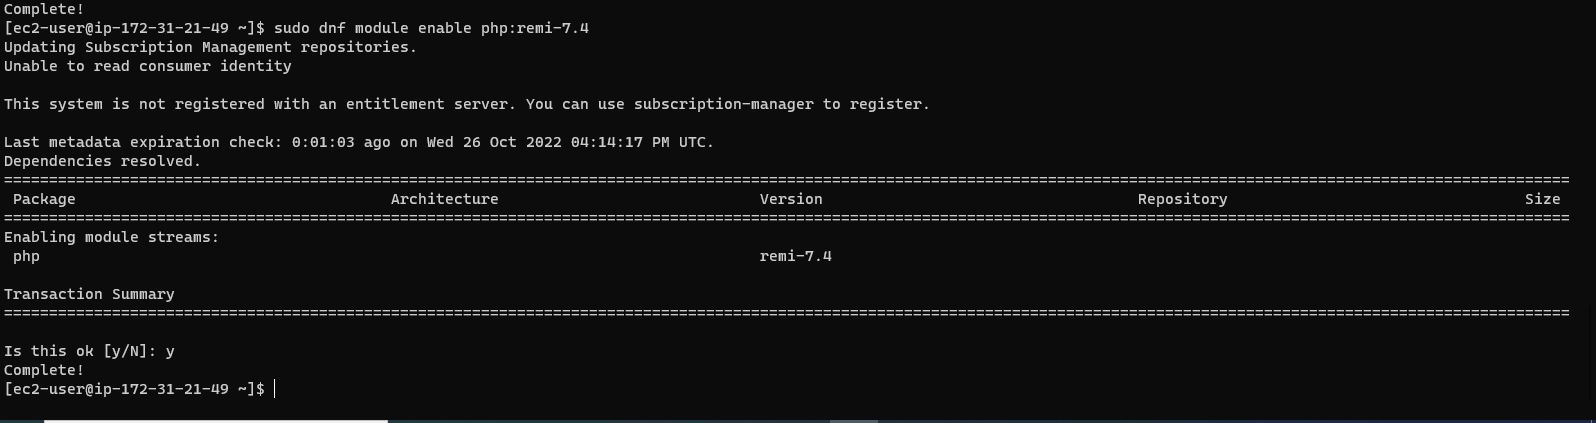 Complete!
[ec2-user@ip-172-31-21-49 ~]$ sudo dnf module enable php:remi-7.4
Updating Subscription Management repositories.
Unable to read consumer identity
This system is not registered with an entitlement server. You can use subscription-manager to register.
Last metadata expiration check: 0:01:03 ago on Wed 26 Oct 2022 04:14:17 PM UTC.
Dependencies resolved.
================================================================================
Package Architecture Version Repository Size
================================================================================
Enabling module streams:
php remi-7.4
Transaction Summary
================================================================================
Is this ok [y/N]: y
Complete!
[ec2-user@ip-172-31-21-49 ~]$